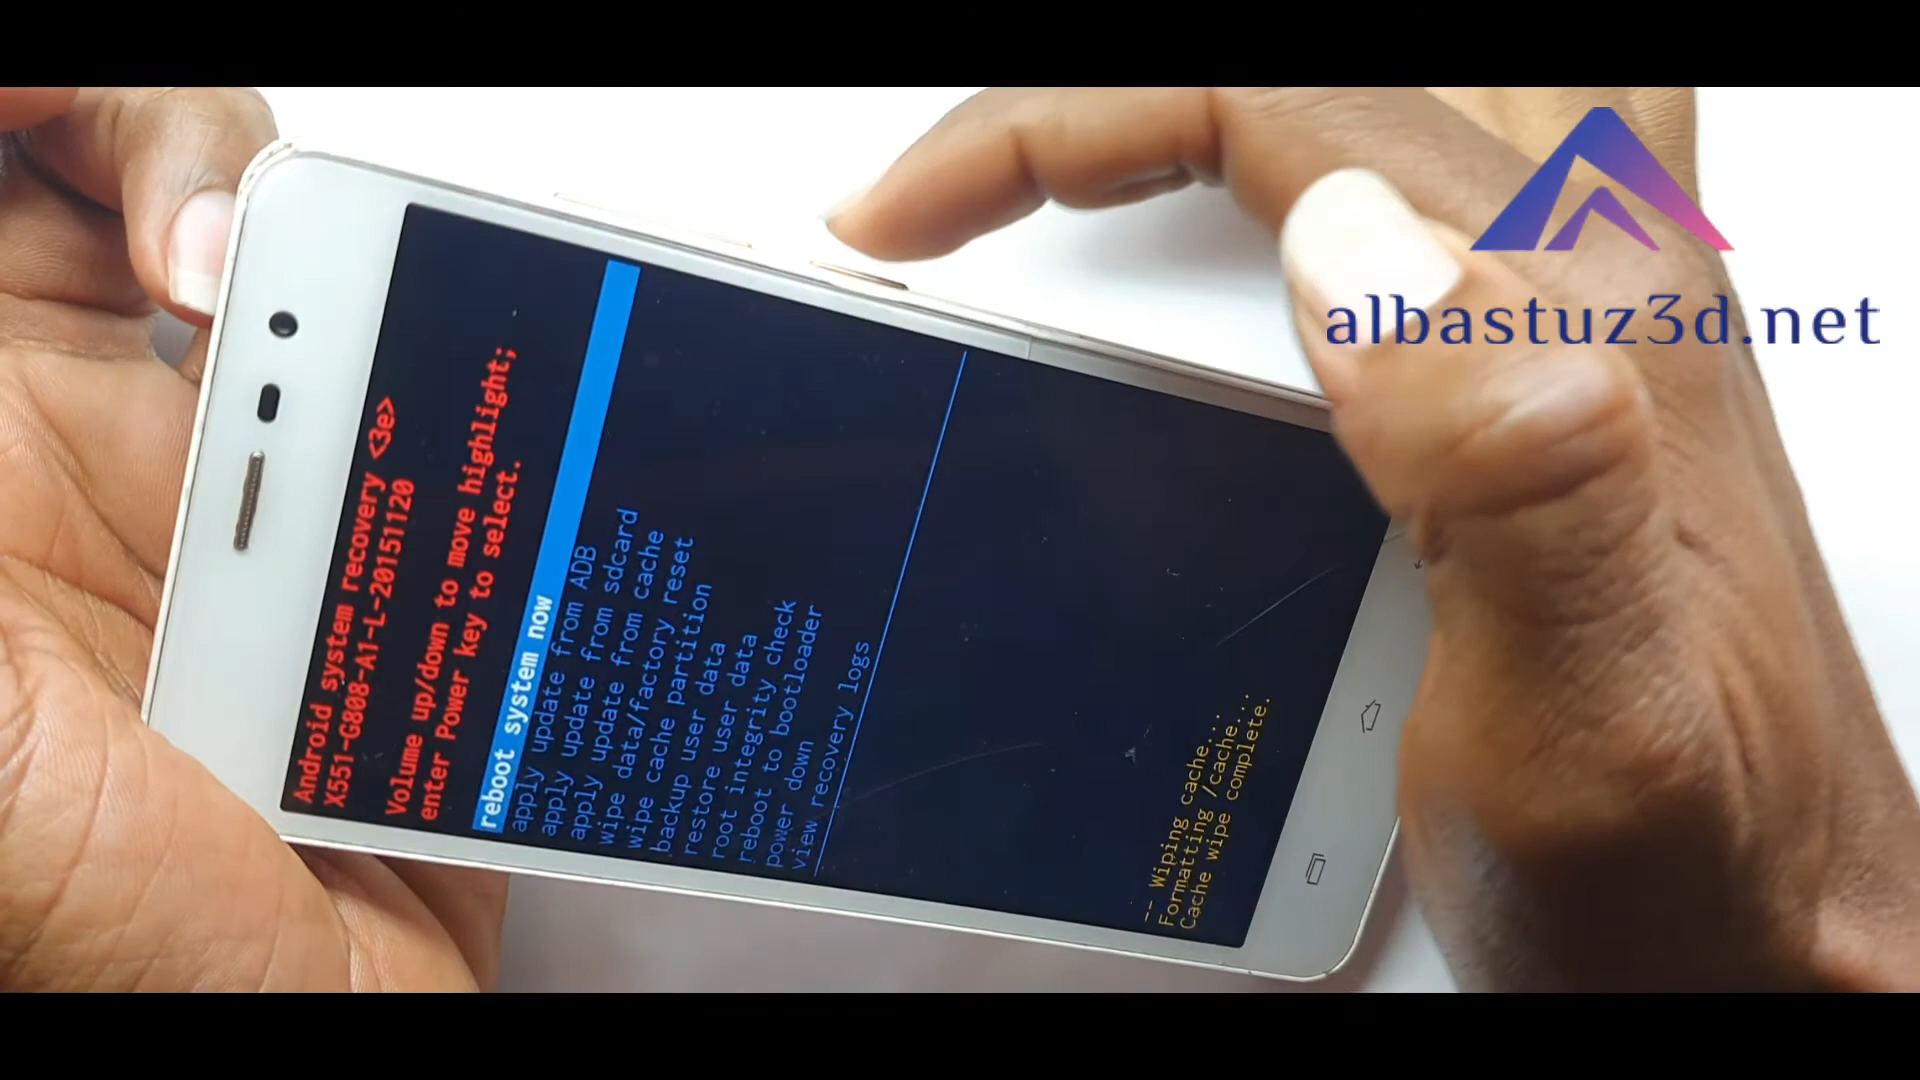 Android system recovery <3e>
X551-G808-A1-L-20151120
Volume up/down to move highlight;
enter Power key to select.
reboot system now
apply update from ADB
apply update from sdcard
apply update from cache
wipe data/factory reset
wipe cache partition
backup user data
restore user data
root integrity check
reboot to bootloader
power down
view recovery logs
-- Wiping cache...
Formatting /cache...
Cache wipe complete.
albastuz3d.net